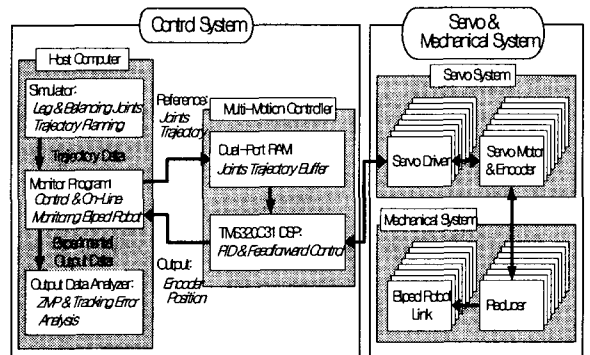 Control System
Servo &
Mechanical System
Host Computer
Simulator:
Leg & Balancing Joints
Trajectory Planning
Trajectory Data
Monitor Program:
Control & On-Line
Monitoring Biped Robot
Experimental
Output Data
Output Data Analyzer:
ZMP & Tracking Error
Analysis
Reference:
Joints
Trajectory
Multi-Motion Controller
Dual-Port RAM:
Joints Trajectory Buffer
TMS320C31 DSP:
PID & Feedforward Control
Output:
Encoder
Position
Servo System
Servo Driver
Servo Motor
& Encoder
Mechanical System
Biped Robot
Link
Reducer